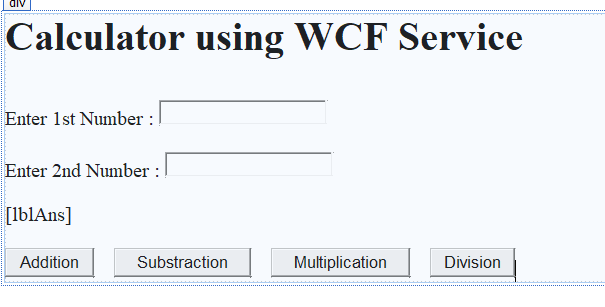 div
Calculator using WCF Service
Enter 1st Number :
Enter 2nd Number :
[lblAns]
Addition Substraction Multiplication Division